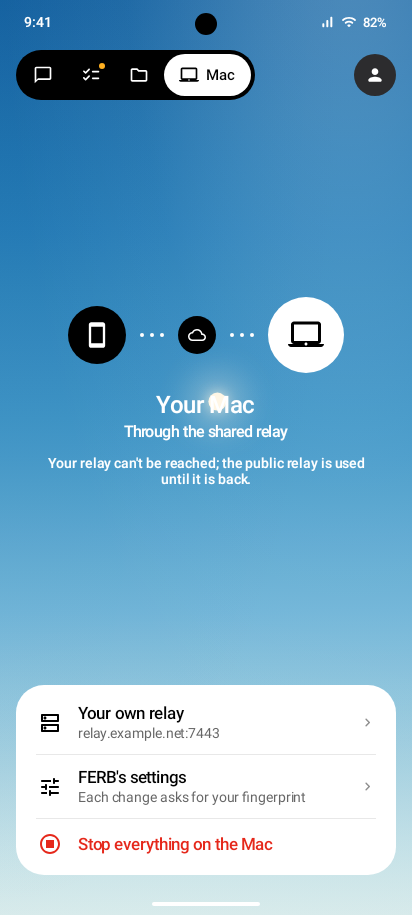 9:41
82%
Mac
Your Mac
Through the shared relay
Your relay can't be reached; the public relay is used
until it is back.
Your own relay
relay.example.net:7443
FERB's settings
Each change asks for your fingerprint
Stop everything on the Mac